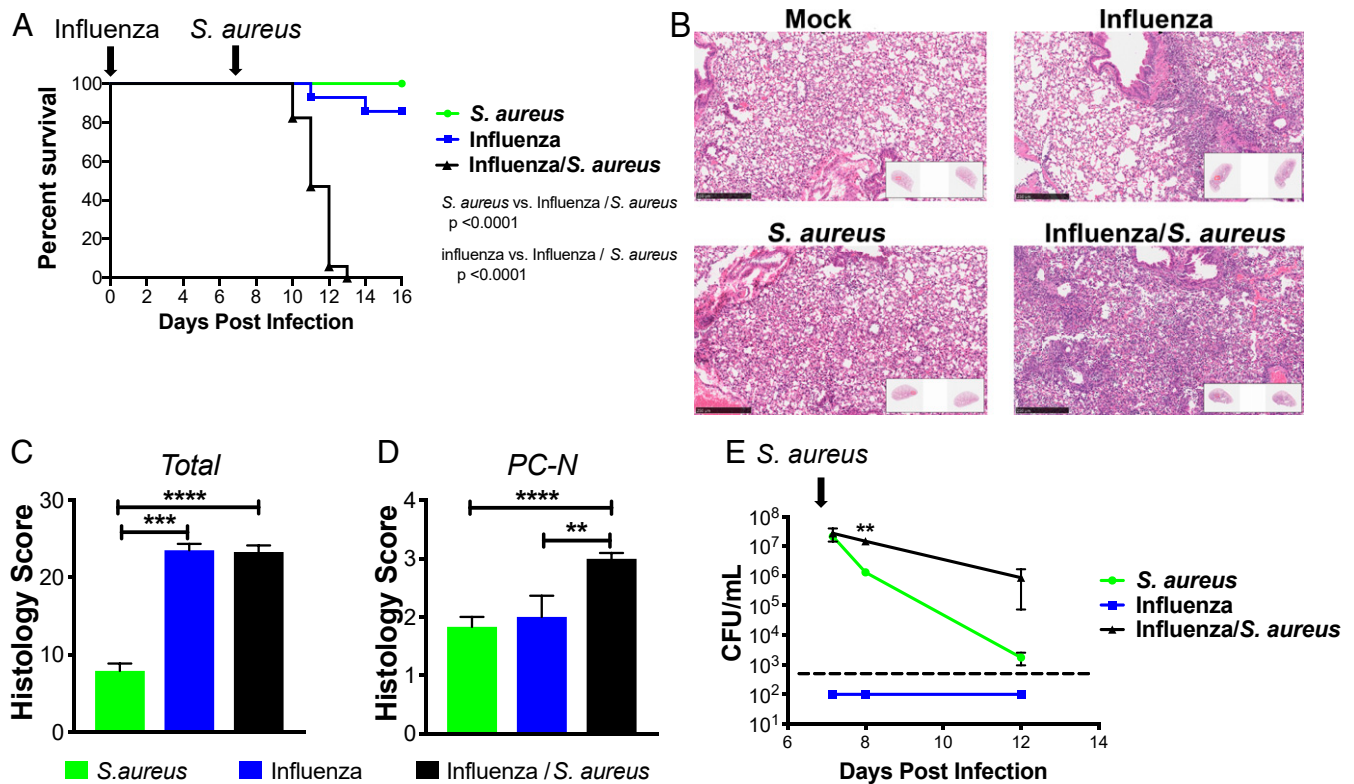 A
Influenza
S. aureus
Percent survival
100
80
60
40
20
0
0 2 4 6 8 10 12 14 16
Days Post Infection
S. aureus
Influenza
Influenza/S. aureus
S. aureus vs. Influenza / S. aureus
p <0.0001
influenza vs. Influenza / S. aureus
p <0.0001
B
Mock
Influenza
S. aureus
Influenza/S. aureus
C
Total
Histology Score
30
20
10
0
****
***
D
PC-N
Histology Score
4
3
2
1
0
****
**
S.aureus
Influenza
Influenza / S. aureus
E
S. aureus
CFU/mL
10⁸
10⁷
10⁶
10⁵
10⁴
10³
10²
10¹
**
6 8 10 12 14
Days Post Infection
S. aureus
Influenza
Influenza/S. aureus